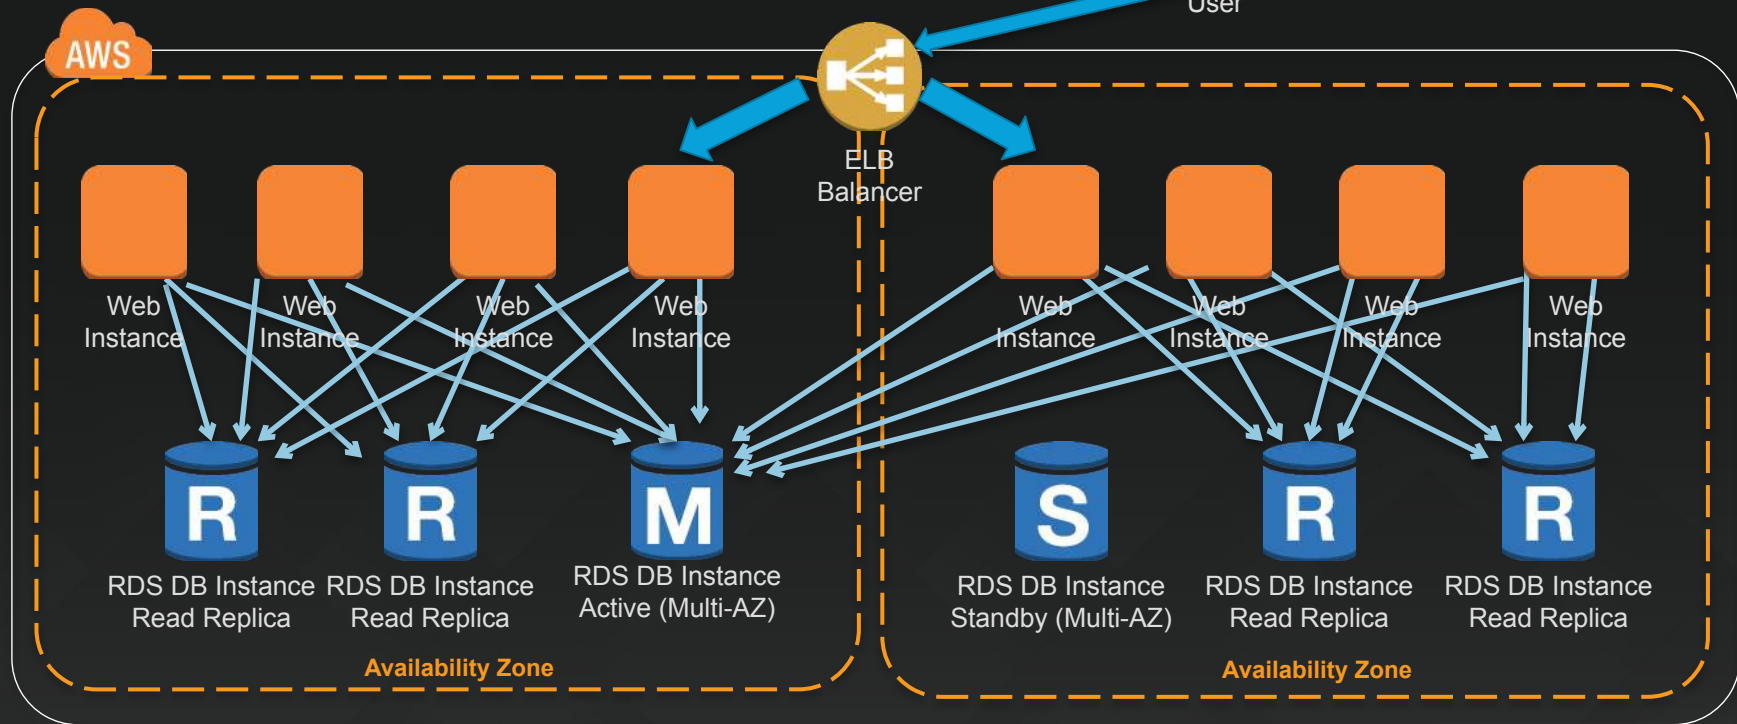 User
AWS
ELB
Balancer
Web
Instance
Web
Instance
Web
Instance
Web
Instance
Web
Instance
Web
Instance
Web
Instance
Web
Instance
R
R
M
S
R
R
RDS DB Instance
Read Replica
RDS DB Instance
Read Replica
RDS DB Instance
Active (Multi-AZ)
RDS DB Instance
Standby (Multi-AZ)
RDS DB Instance
Read Replica
RDS DB Instance
Read Replica
Availability Zone
Availability Zone